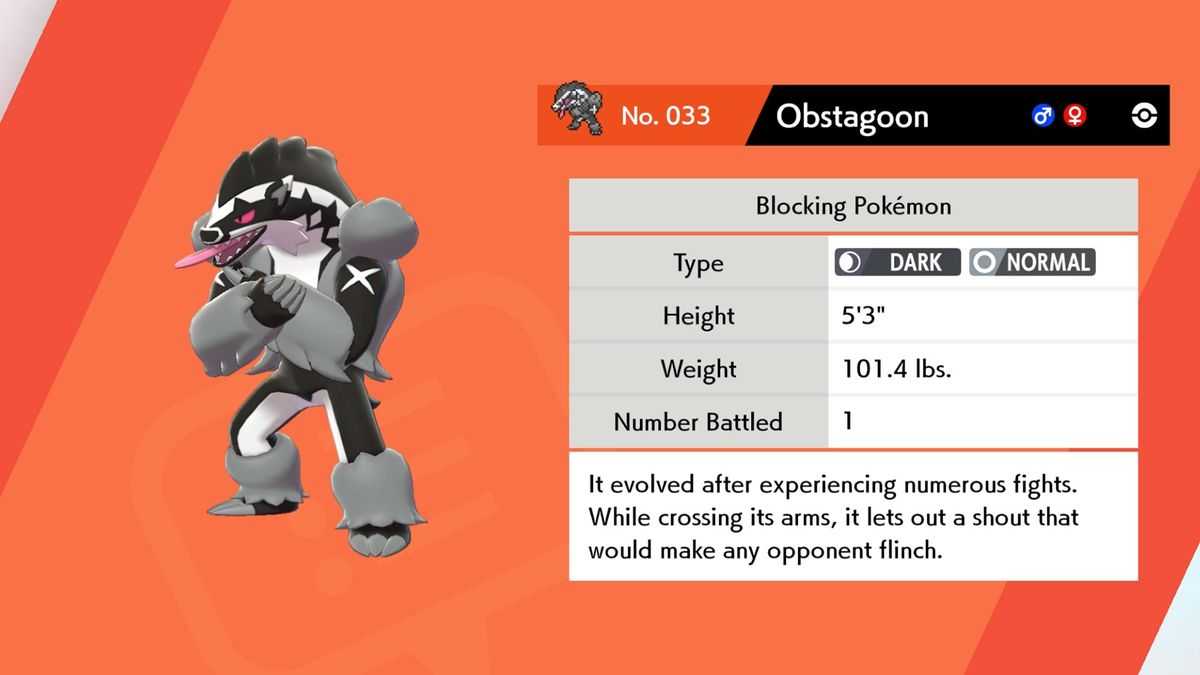 No. 033 Obstagoon
Blocking Pokémon
Type DARK NORMAL
Height 5'3"
Weight 101.4 lbs.
Number Battled 1
It evolved after experiencing numerous fights.
While crossing its arms, it lets out a shout that
would make any opponent flinch.